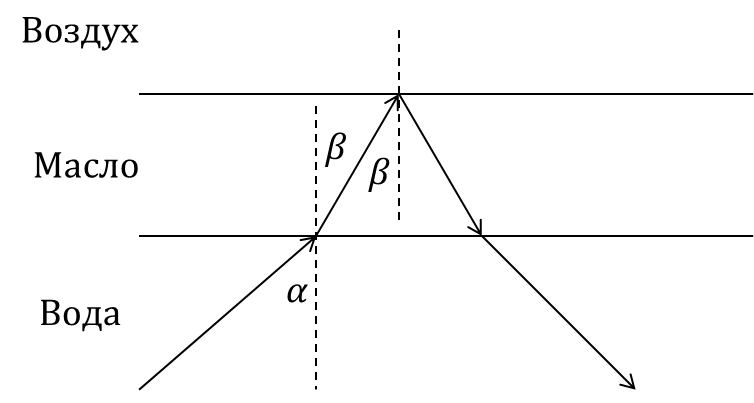 Воздух
β
Масло
β
α
Вода